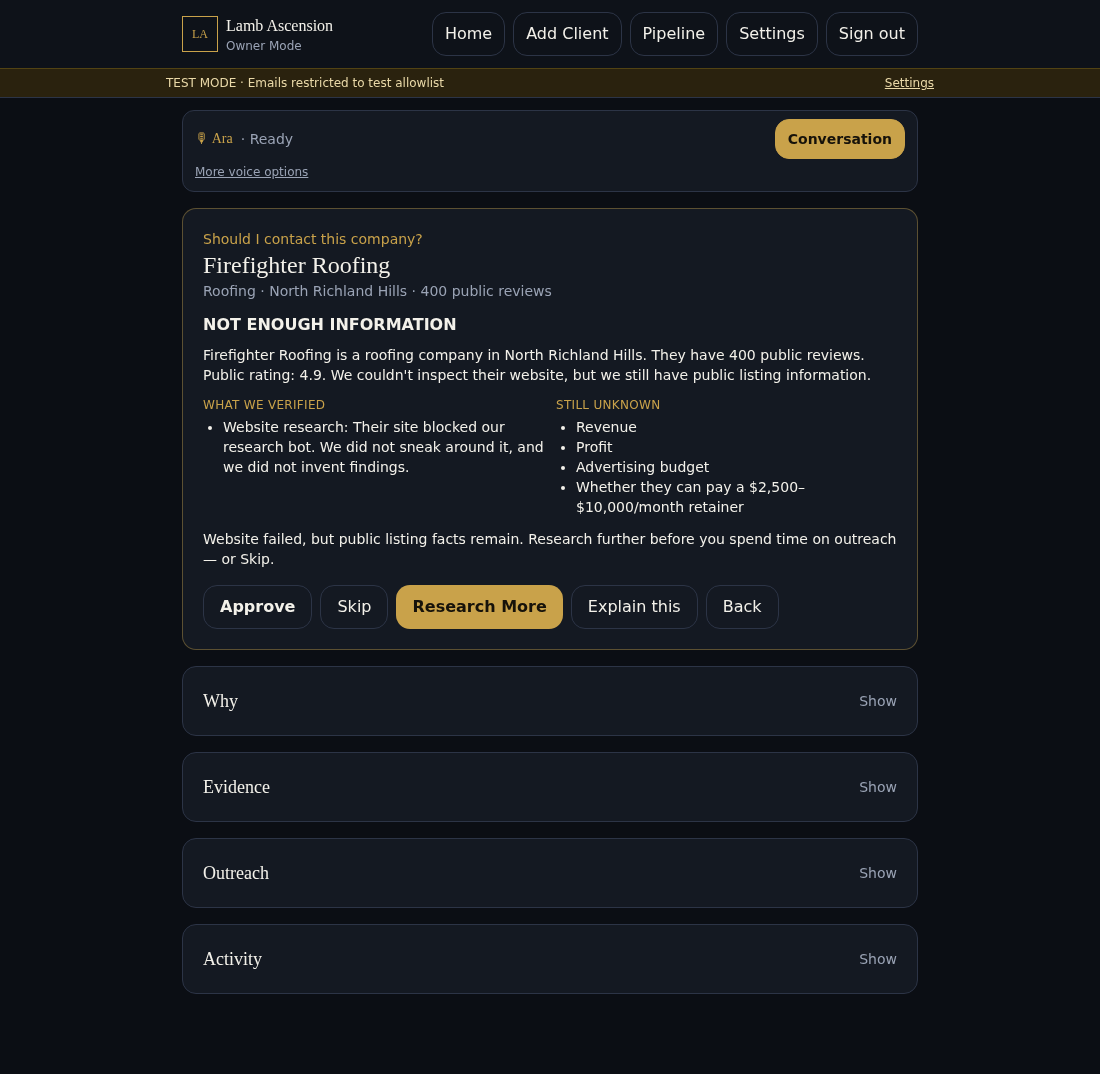 LA
Lamb Ascension
Owner Mode
Home
Add Client
Pipeline
Settings
Sign out
TEST MODE · Emails restricted to test allowlist
Settings
🎙 Ara · Ready
Conversation
More voice options
Should I contact this company?
Firefighter Roofing
Roofing · North Richland Hills · 400 public reviews
NOT ENOUGH INFORMATION
Firefighter Roofing is a roofing company in North Richland Hills. They have 400 public reviews.
Public rating: 4.9. We couldn't inspect their website, but we still have public listing information.
WHAT WE VERIFIED
• Website research: Their site blocked our
research bot. We did not sneak around it, and
we did not invent findings.
STILL UNKNOWN
• Revenue
• Profit
• Advertising budget
• Whether they can pay a $2,500–
$10,000/month retainer
Website failed, but public listing facts remain. Research further before you spend time on outreach
— or Skip.
Approve
Skip
Research More
Explain this
Back
Why
Show
Evidence
Show
Outreach
Show
Activity
Show